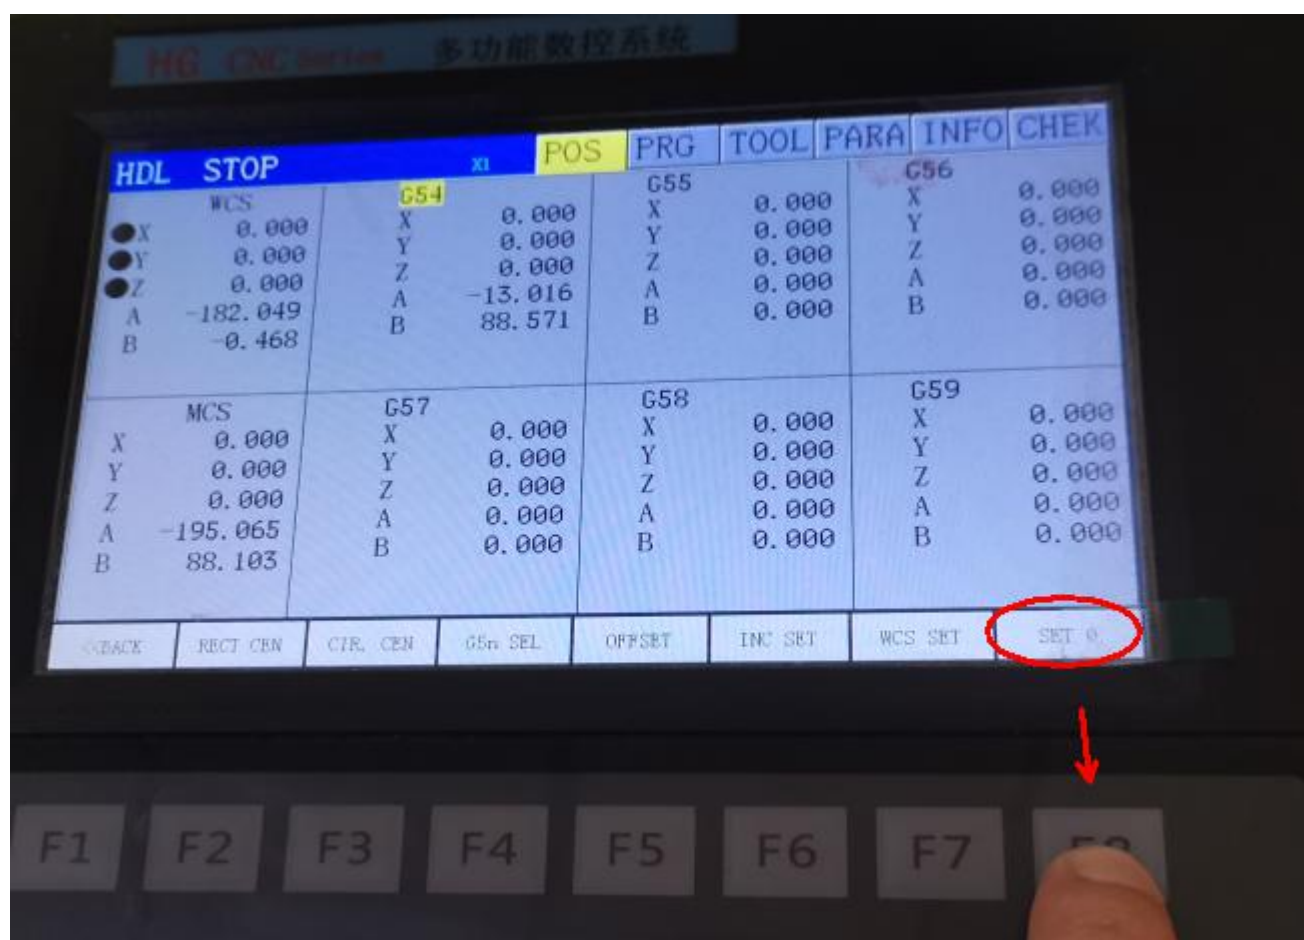 HG CNC Series 多功能数控系统
HDL STOP X1 POS PRG TOOL PARA INFO CHEK
WCS
X 0.000
Y 0.000
Z 0.000
A -182.049
B -0.468
G54
X 0.000
Y 0.000
Z 0.000
A -13.016
B 88.571
G55
X 0.000
Y 0.000
Z 0.000
A 0.000
B 0.000
G56
X 0.000
Y 0.000
Z 0.000
A 0.000
B 0.000
MCS
X 0.000
Y 0.000
Z 0.000
A -195.065
B 88.103
G57
X 0.000
Y 0.000
Z 0.000
A 0.000
B 0.000
G58
X 0.000
Y 0.000
Z 0.000
A 0.000
B 0.000
G59
X 0.000
Y 0.000
Z 0.000
A 0.000
B 0.000
<<BACK RECT CEN CIR. CEN G5n SEL OFFSET INC SET WCS SET SET 0
F1 F2 F3 F4 F5 F6 F7